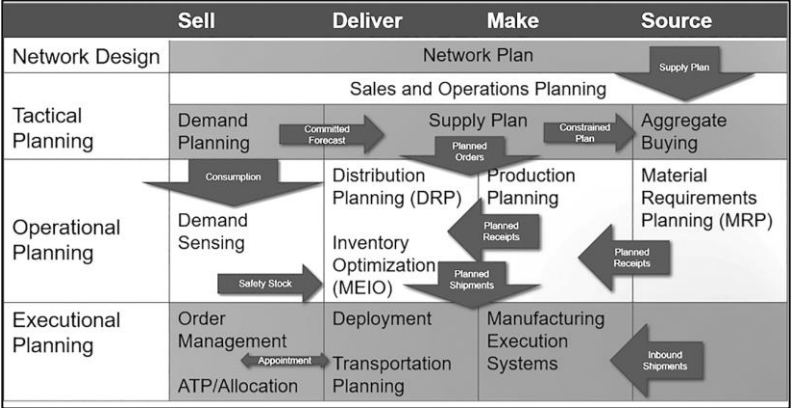 Sell Deliver Make Source
Network Design
Network Plan
Supply Plan
Sales and Operations Planning
Tactical
Planning
Demand
Planning
Committed
Forecast
Supply Plan
Constrained
Plan
Aggregate
Buying
Planned
Orders
Operational
Planning
Consumption
Demand
Sensing
Safety Stock
Distribution
Planning (DRP)
Inventory
Optimization
(MEIO)
Production
Planning
Planned
Receipts
Planned
Shipments
Material
Requirements
Planning (MRP)
Planned
Receipts
Executional
Planning
Order
Management
Appointment
ATP/Allocation
Deployment
Transportation
Planning
Manufacturing
Execution
Systems
Inbound
Shipments